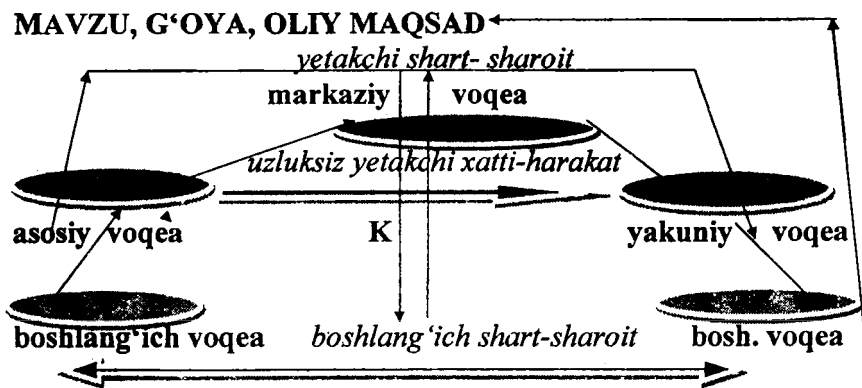 MAVZU, G‘OYA, OLIY MAQSAD
yetakchi shart- sharoit
markaziy voqea
uzluksiz yetakchi xatti-harakat
asosiy voqea K yakuniy voqea
boshlang‘ich voqea boshlang‘ich shart-sharoit bosh. voqea